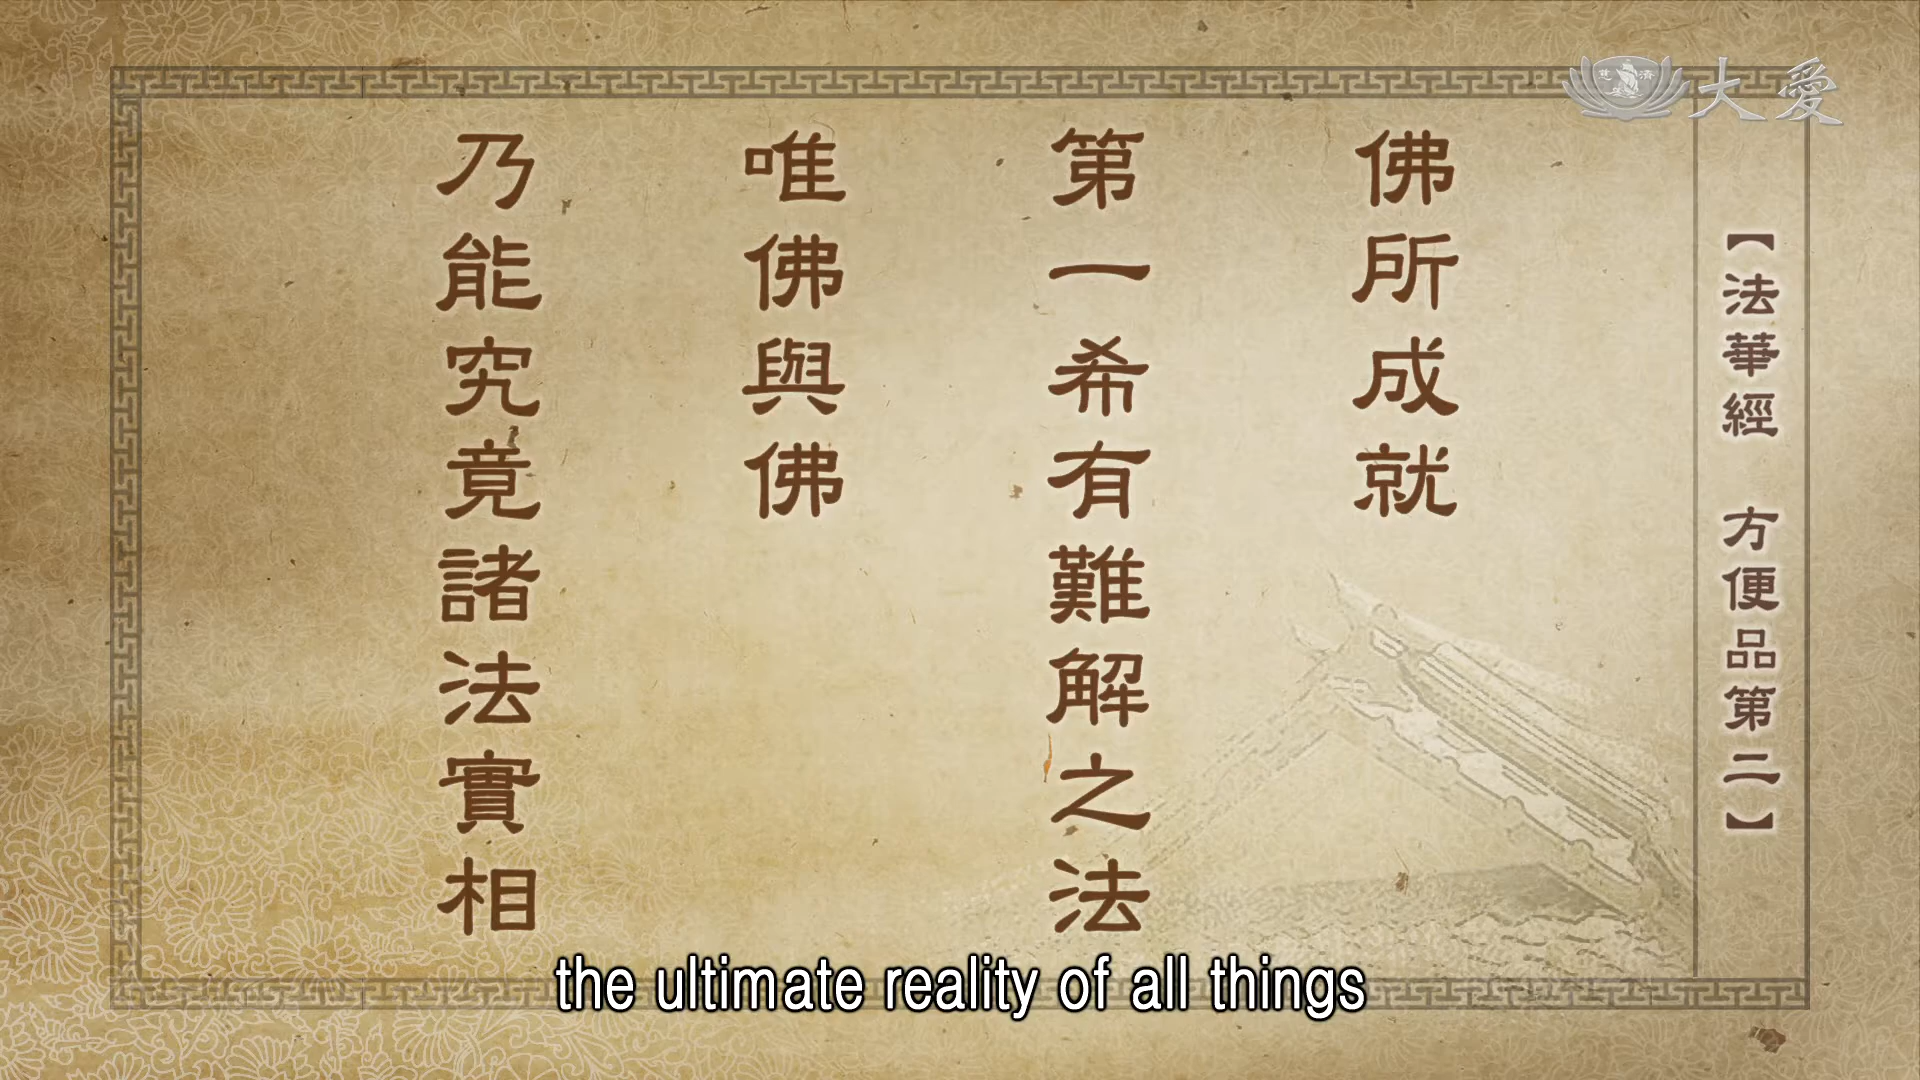 大愛
慈濟
【法華經 方便品第二】
佛所成就
第一希有難解之法
唯佛與佛
乃能究竟諸法實相
the ultimate reality of all things